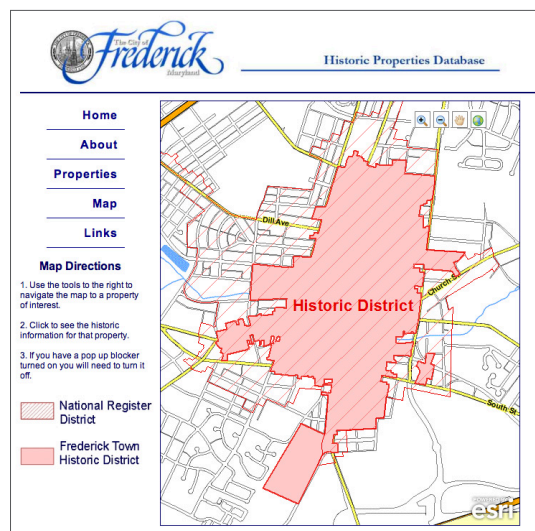 The City of
Frederick
Maryland
Historic Properties Database
Home
About
Properties
Map
Links
Map Directions
1. Use the tools to the right to
navigate the map to a property
of interest.
2. Click to see the historic
information for that property.
3. If you have a pop up blocker
turned on you will need to turn it
off.
National Register
District
Frederick Town
Historic District
Dill Ave
Church S
Historic District
South St
esri